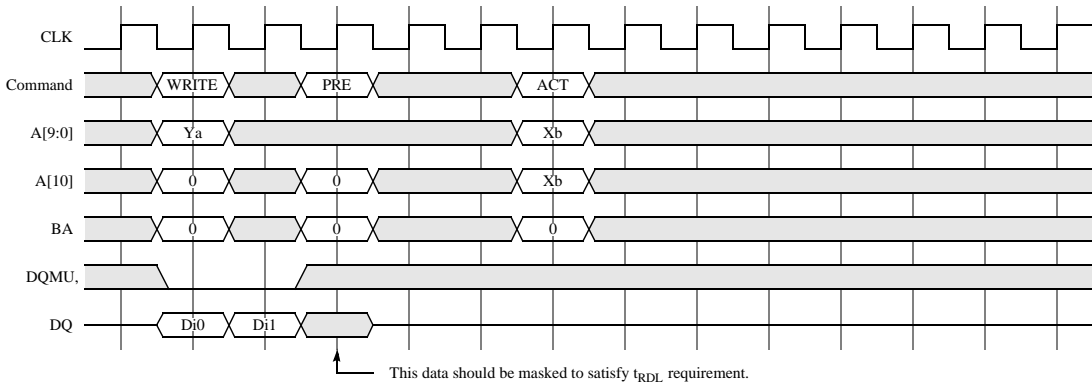 CLK
Command WRITE PRE ACT
A[9:0] Ya Xb
A[10] 0 0 Xb
BA 0 0 0
DQMU,
DQ Di0 Di1
This data should be masked to satisfy tRDL requirement.